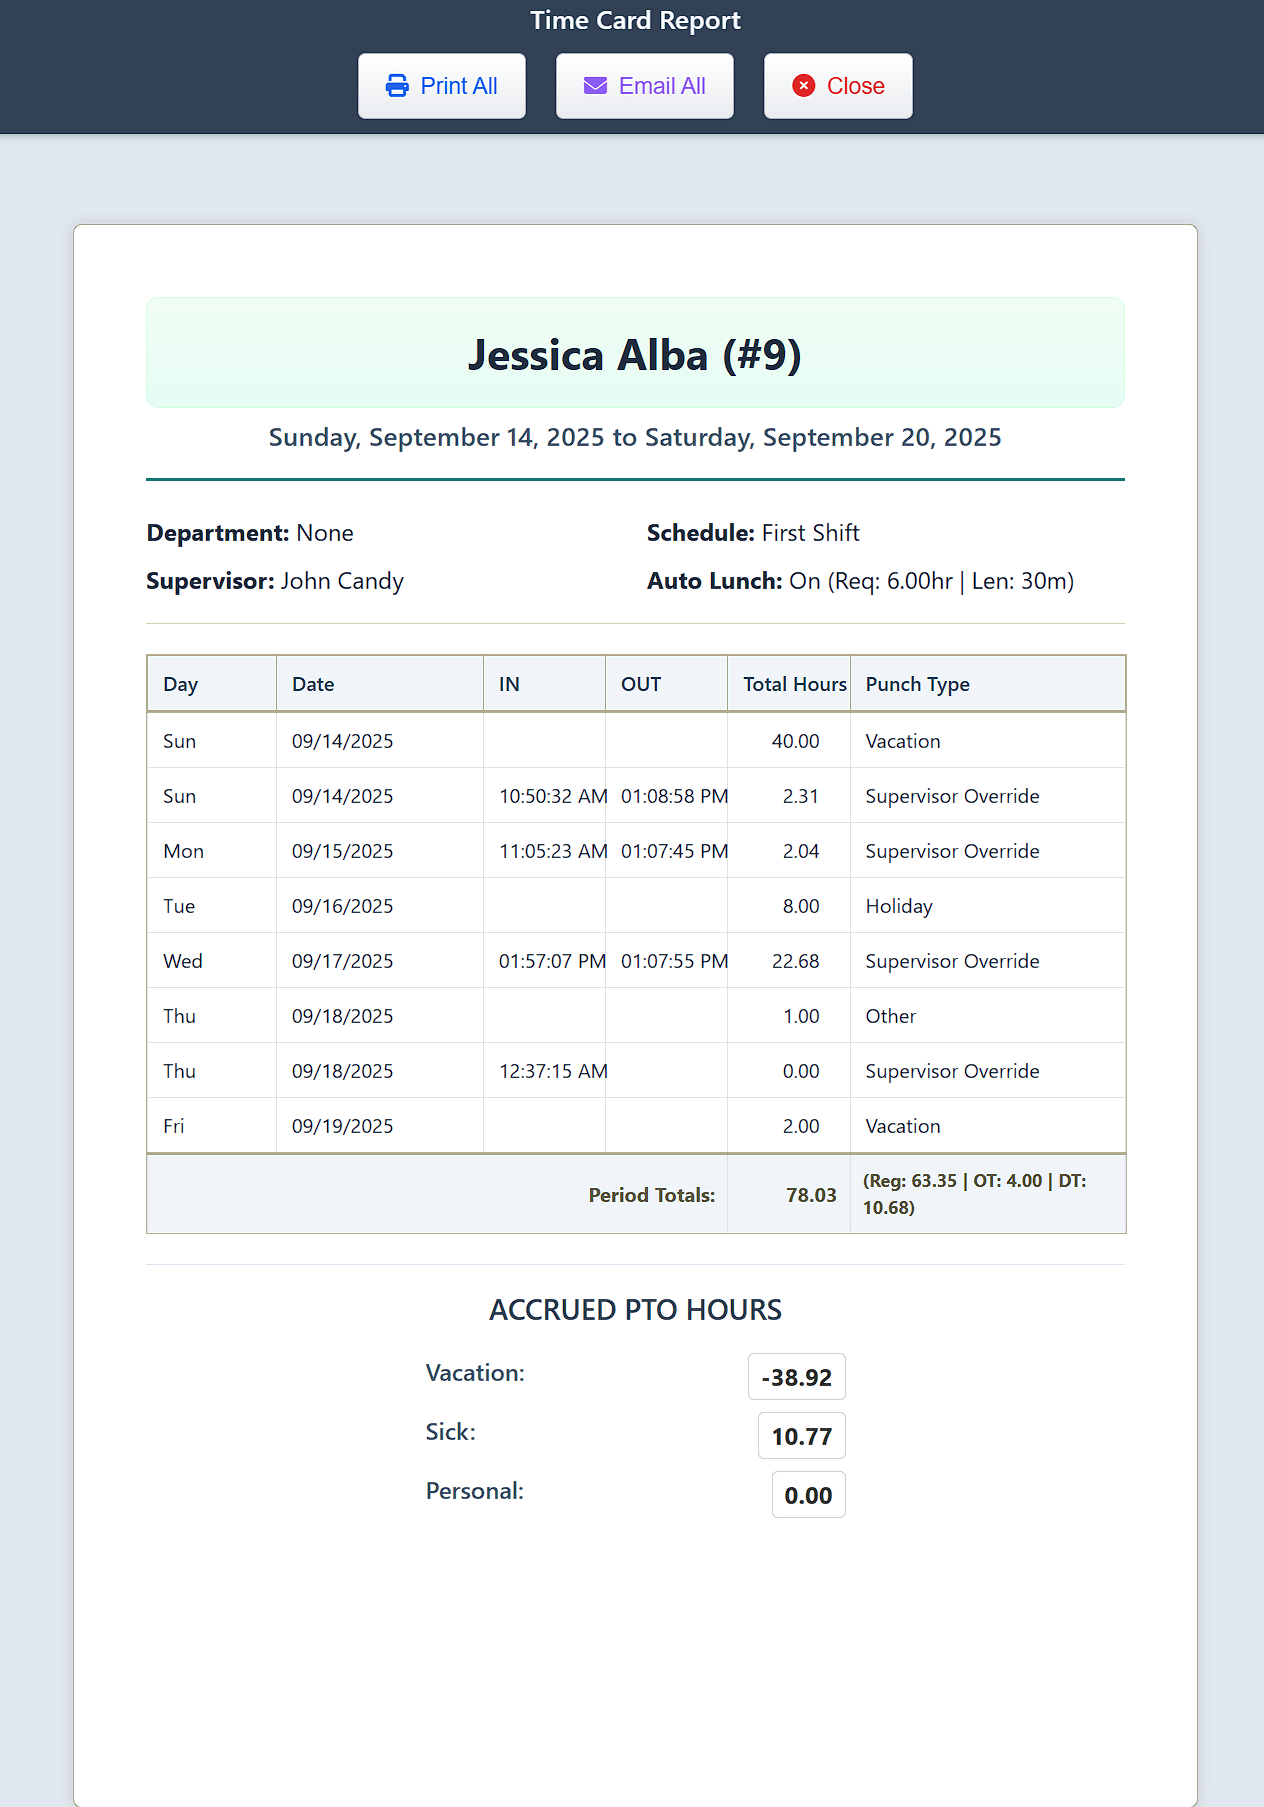 Time Card Report
Print All Email All Close
Jessica Alba (#9)
Sunday, September 14, 2025 to Saturday, September 20, 2025
Department: None Schedule: First Shift
Supervisor: John Candy Auto Lunch: On (Req: 6.00hr | Len: 30m)
Day Date IN OUT Total Hours Punch Type
Sun 09/14/2025 40.00 Vacation
Sun 09/14/2025 10:50:32 AM 01:08:58 PM 2.31 Supervisor Override
Mon 09/15/2025 11:05:23 AM 01:07:45 PM 2.04 Supervisor Override
Tue 09/16/2025 8.00 Holiday
Wed 09/17/2025 01:57:07 PM 01:07:55 PM 22.68 Supervisor Override
Thu 09/18/2025 1.00 Other
Thu 09/18/2025 12:37:15 AM 0.00 Supervisor Override
Fri 09/19/2025 2.00 Vacation
Period Totals: 78.03 (Reg: 63.35 | OT: 4.00 | DT:
10.68)
ACCRUED PTO HOURS
Vacation: -38.92
Sick: 10.77
Personal: 0.00